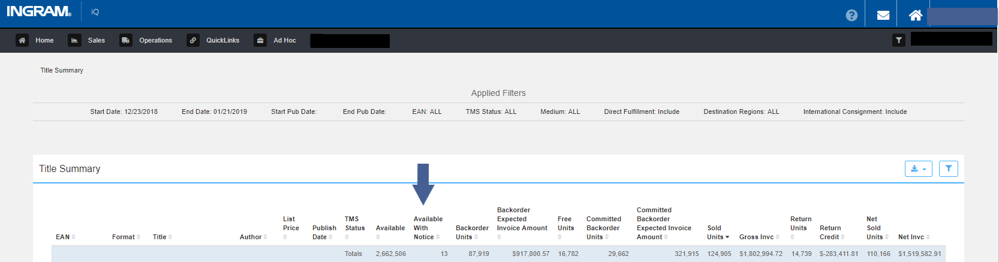 INGRAM® iQ ?
Home Sales Operations QuickLinks Ad Hoc
Title Summary
Applied Filters
Start Date: 12/23/2018 End Date: 01/21/2019 Start Pub Date: End Pub Date: EAN: ALL TMS Status: ALL Medium: ALL Direct Fulfillment: Include Destination Regions: ALL International Consignment: Include
Title Summary
EAN
Format
Title
Author
List
Price
Publish
Date
TMS
Status
Available
Available
With
Notice
Backorder
Units
Backorder
Expected
Invoice Amount
Free
Units
Committed
Backorder
Units
Committed
Backorder
Expected Invoice
Amount
Sold
Units
Gross Invc
Return
Units
Return
Credit
Net
Sold
Units
Net Invc
Totals 2,662,506 13 87,919 $917,800.57 16,782 29,662 321,915 124,905 $1,802,994.72 14,739 $-283,411.81 110,166 $1,519,582.91